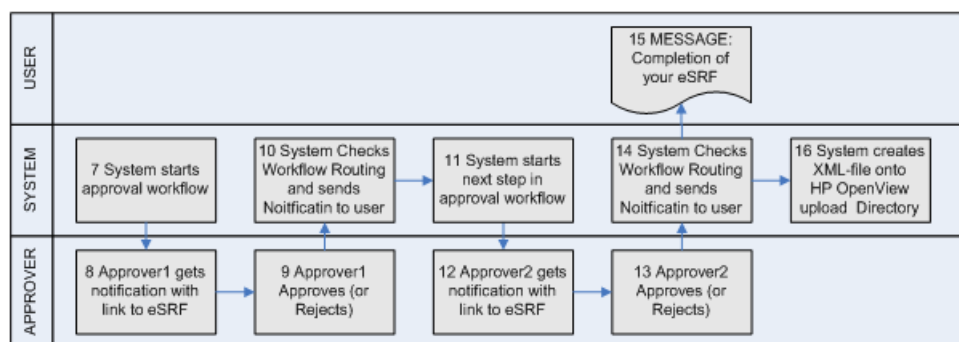 USER
15 MESSAGE:
Completion of
your eSRF
SYSTEM
7 System starts
approval workflow
10 System Checks
Workflow Routing
and sends
Noitficatin to user
11 System starts
next step in
approval workflow
14 System Checks
Workflow Routing
and sends
Noitficatin to user
16 System creates
XML-file onto
HP OpenView
upload Directory
APPROVER
8 Approver1 gets
notification with
link to eSRF
9 Approver1
Approves (or
Rejects)
12 Approver2 gets
notification with
link to eSRF
13 Approver2
Approves (or
Rejects)